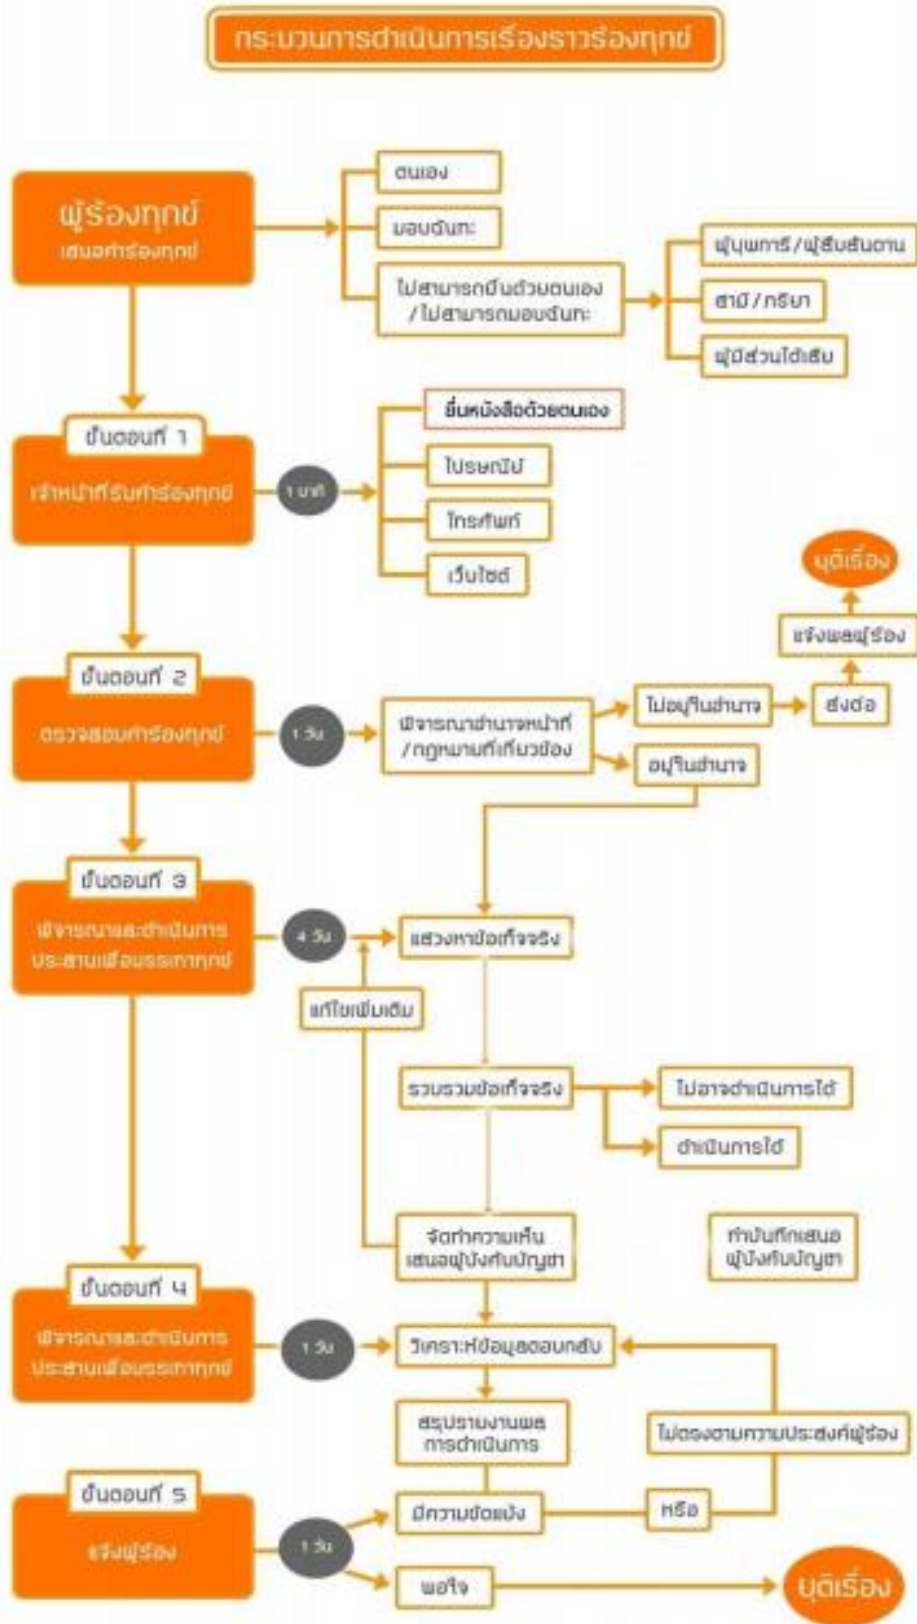 กระบวนการดำเนินการเรื่องราวร้องทุกข์
ผู้ร้องทุกข์
เสนอคำร้องทุกข์
ตนเอง
มอบฉันทะ
ไม่สามารถยื่นด้วยตนเอง
/ไม่สามารถมอบฉันทะ
ผู้บุพการี/ผู้สืบสันดาน
สามี/ภริยา
ผู้มีส่วนได้เสีย
ขั้นตอนที่ 1
เจ้าหน้าที่รับคำร้องทุกข์
1 นาที
ยื่นหนังสือด้วยตนเอง
ไปรษณีย์
โทรศัพท์
เว็บไซต์
ยุติเรื่อง
แจ้งผลผู้ร้อง
ขั้นตอนที่ 2
ตรวจสอบคำร้องทุกข์
1 วัน
พิจารณาอำนาจหน้าที่
/กฎหมายที่เกี่ยวข้อง
ไม่อยู่ในอำนาจ
ส่งต่อ
อยู่ในอำนาจ
ขั้นตอนที่ 3
พิจารณาและดำเนินการ
ประสานเพื่อบรรเทาทุกข์
4 วัน
แสวงหาข้อเท็จจริง
แก้ไขเพิ่มเติม
รวบรวมข้อเท็จจริง
ไม่อาจดำเนินการได้
ดำเนินการได้
จัดทำความเห็น
เสนอผู้บังคับบัญชา
ทำบันทึกเสนอ
ผู้บังคับบัญชา
ขั้นตอนที่ 4
พิจารณาและดำเนินการ
ประสานเพื่อบรรเทาทุกข์
1 วัน
วิเคราะห์ข้อมูลตอบกลับ
สรุปรายงานผล
การดำเนินการ
ไม่ตรงตามความประสงค์ผู้ร้อง
ขั้นตอนที่ 5
แจ้งผู้ร้อง
1 วัน
มีความขัดแย้ง
หรือ
พอใจ
ยุติเรื่อง